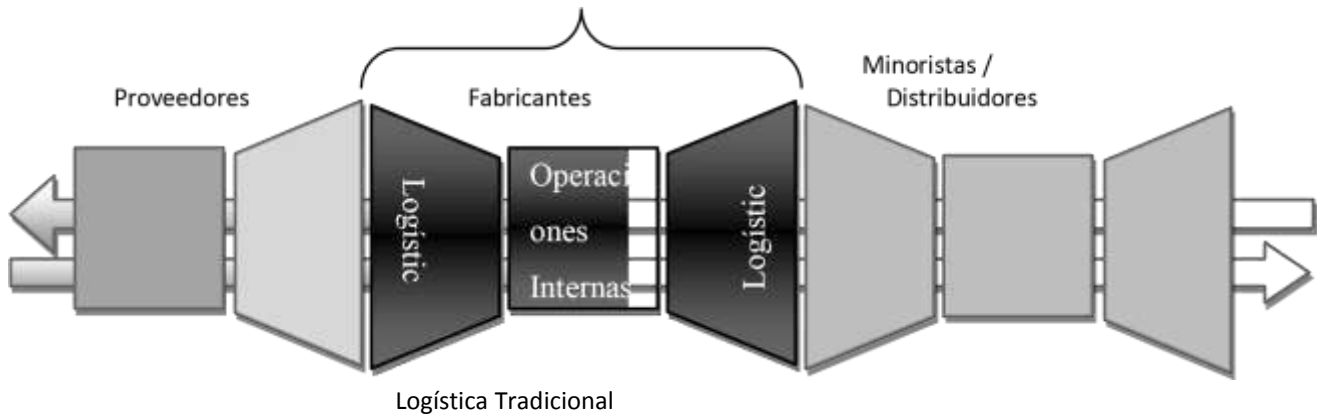 Proveedores
Fabricantes
Minoristas /
Distribuidores
Logístic
Operaci
ones
Internas
Logístic
Logística Tradicional